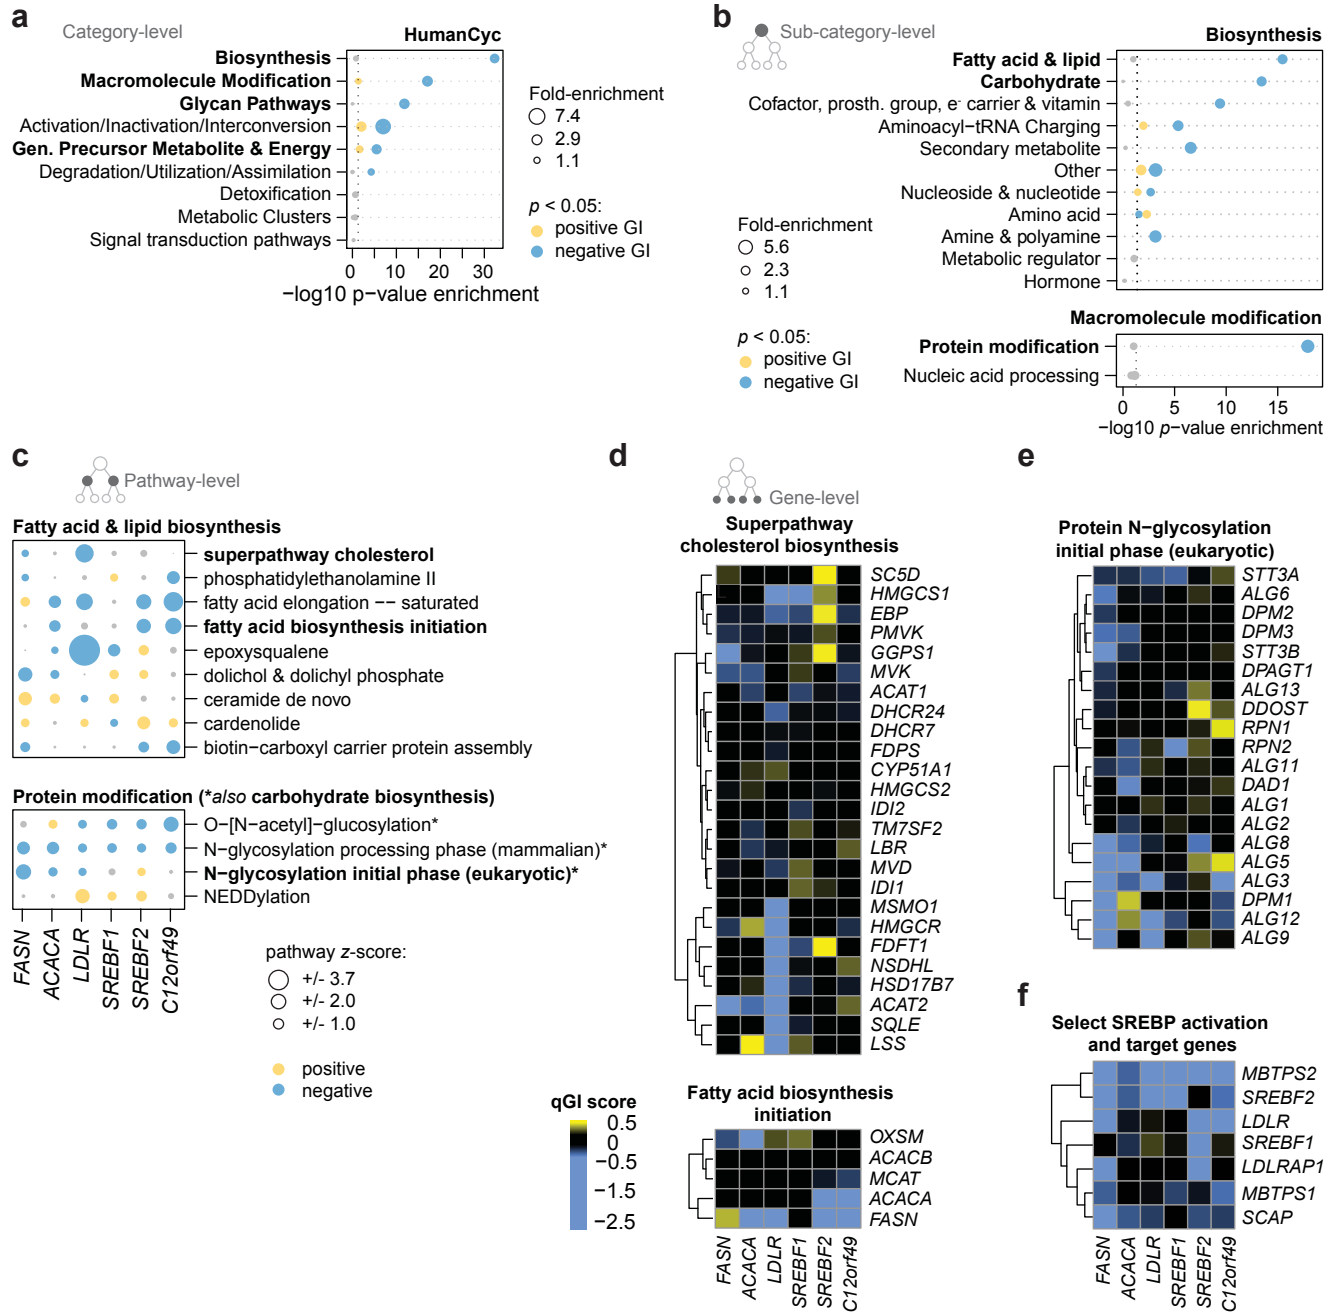 a
Category-level
HumanCyc
Biosynthesis
Macromolecule Modification
Glycan Pathways
Activation/Inactivation/Interconversion
Gen. Precursor Metabolite & Energy
Degradation/Utilization/Assimilation
Detoxification
Metabolic Clusters
Signal transduction pathways
0 10 20 30
−log10 p−value enrichment
Fold-enrichment
7.4
2.9
1.1
p < 0.05:
positive GI
negative GI
b
Sub-category-level
Biosynthesis
Fatty acid & lipid
Carbohydrate
Cofactor, prosth. group, e- carrier & vitamin
Aminoacyl−tRNA Charging
Secondary metabolite
Other
Nucleoside & nucleotide
Amino acid
Amine & polyamine
Metabolic regulator
Hormone
Macromolecule modification
Protein modification
Nucleic acid processing
0 5 10 15
−log10 p−value enrichment
Fold-enrichment
5.6
2.3
1.1
p < 0.05:
positive GI
negative GI
c
Pathway-level
Fatty acid & lipid biosynthesis
superpathway cholesterol
phosphatidylethanolamine II
fatty acid elongation −− saturated
fatty acid biosynthesis initiation
epoxysqualene
dolichol & dolichyl phosphate
ceramide de novo
cardenolide
biotin−carboxyl carrier protein assembly
Protein modification (*also carbohydrate biosynthesis)
O−[N−acetyl]−glucosylation*
N−glycosylation processing phase (mammalian)*
N−glycosylation initial phase (eukaryotic)*
NEDDylation
FASN
ACACA
LDLR
SREBF1
SREBF2
C12orf49
pathway z-score:
+/- 3.7
+/- 2.0
+/- 1.0
positive
negative
d
Gene-level
Superpathway
cholesterol biosynthesis
SC5D
HMGCS1
EBP
PMVK
GGPS1
MVK
ACAT1
DHCR24
DHCR7
FDPS
CYP51A1
HMGCS2
IDI2
TM7SF2
LBR
MVD
IDI1
MSMO1
HMGCR
FDFT1
NSDHL
HSD17B7
ACAT2
SQLE
LSS
Fatty acid biosynthesis
initiation
OXSM
ACACB
MCAT
ACACA
FASN
FASN
ACACA
LDLR
SREBF1
SREBF2
C12orf49
qGI score
0.5
0
−0.5
−1.5
−2.5
e
Protein N−glycosylation
initial phase (eukaryotic)
STT3A
ALG6
DPM2
DPM3
STT3B
DPAGT1
ALG13
DDOST
RPN1
RPN2
ALG11
DAD1
ALG1
ALG2
ALG8
ALG5
ALG3
DPM1
ALG12
ALG9
f
Select SREBP activation
and target genes
MBTPS2
SREBF2
LDLR
SREBF1
LDLRAP1
MBTPS1
SCAP
FASN
ACACA
LDLR
SREBF1
SREBF2
C12orf49